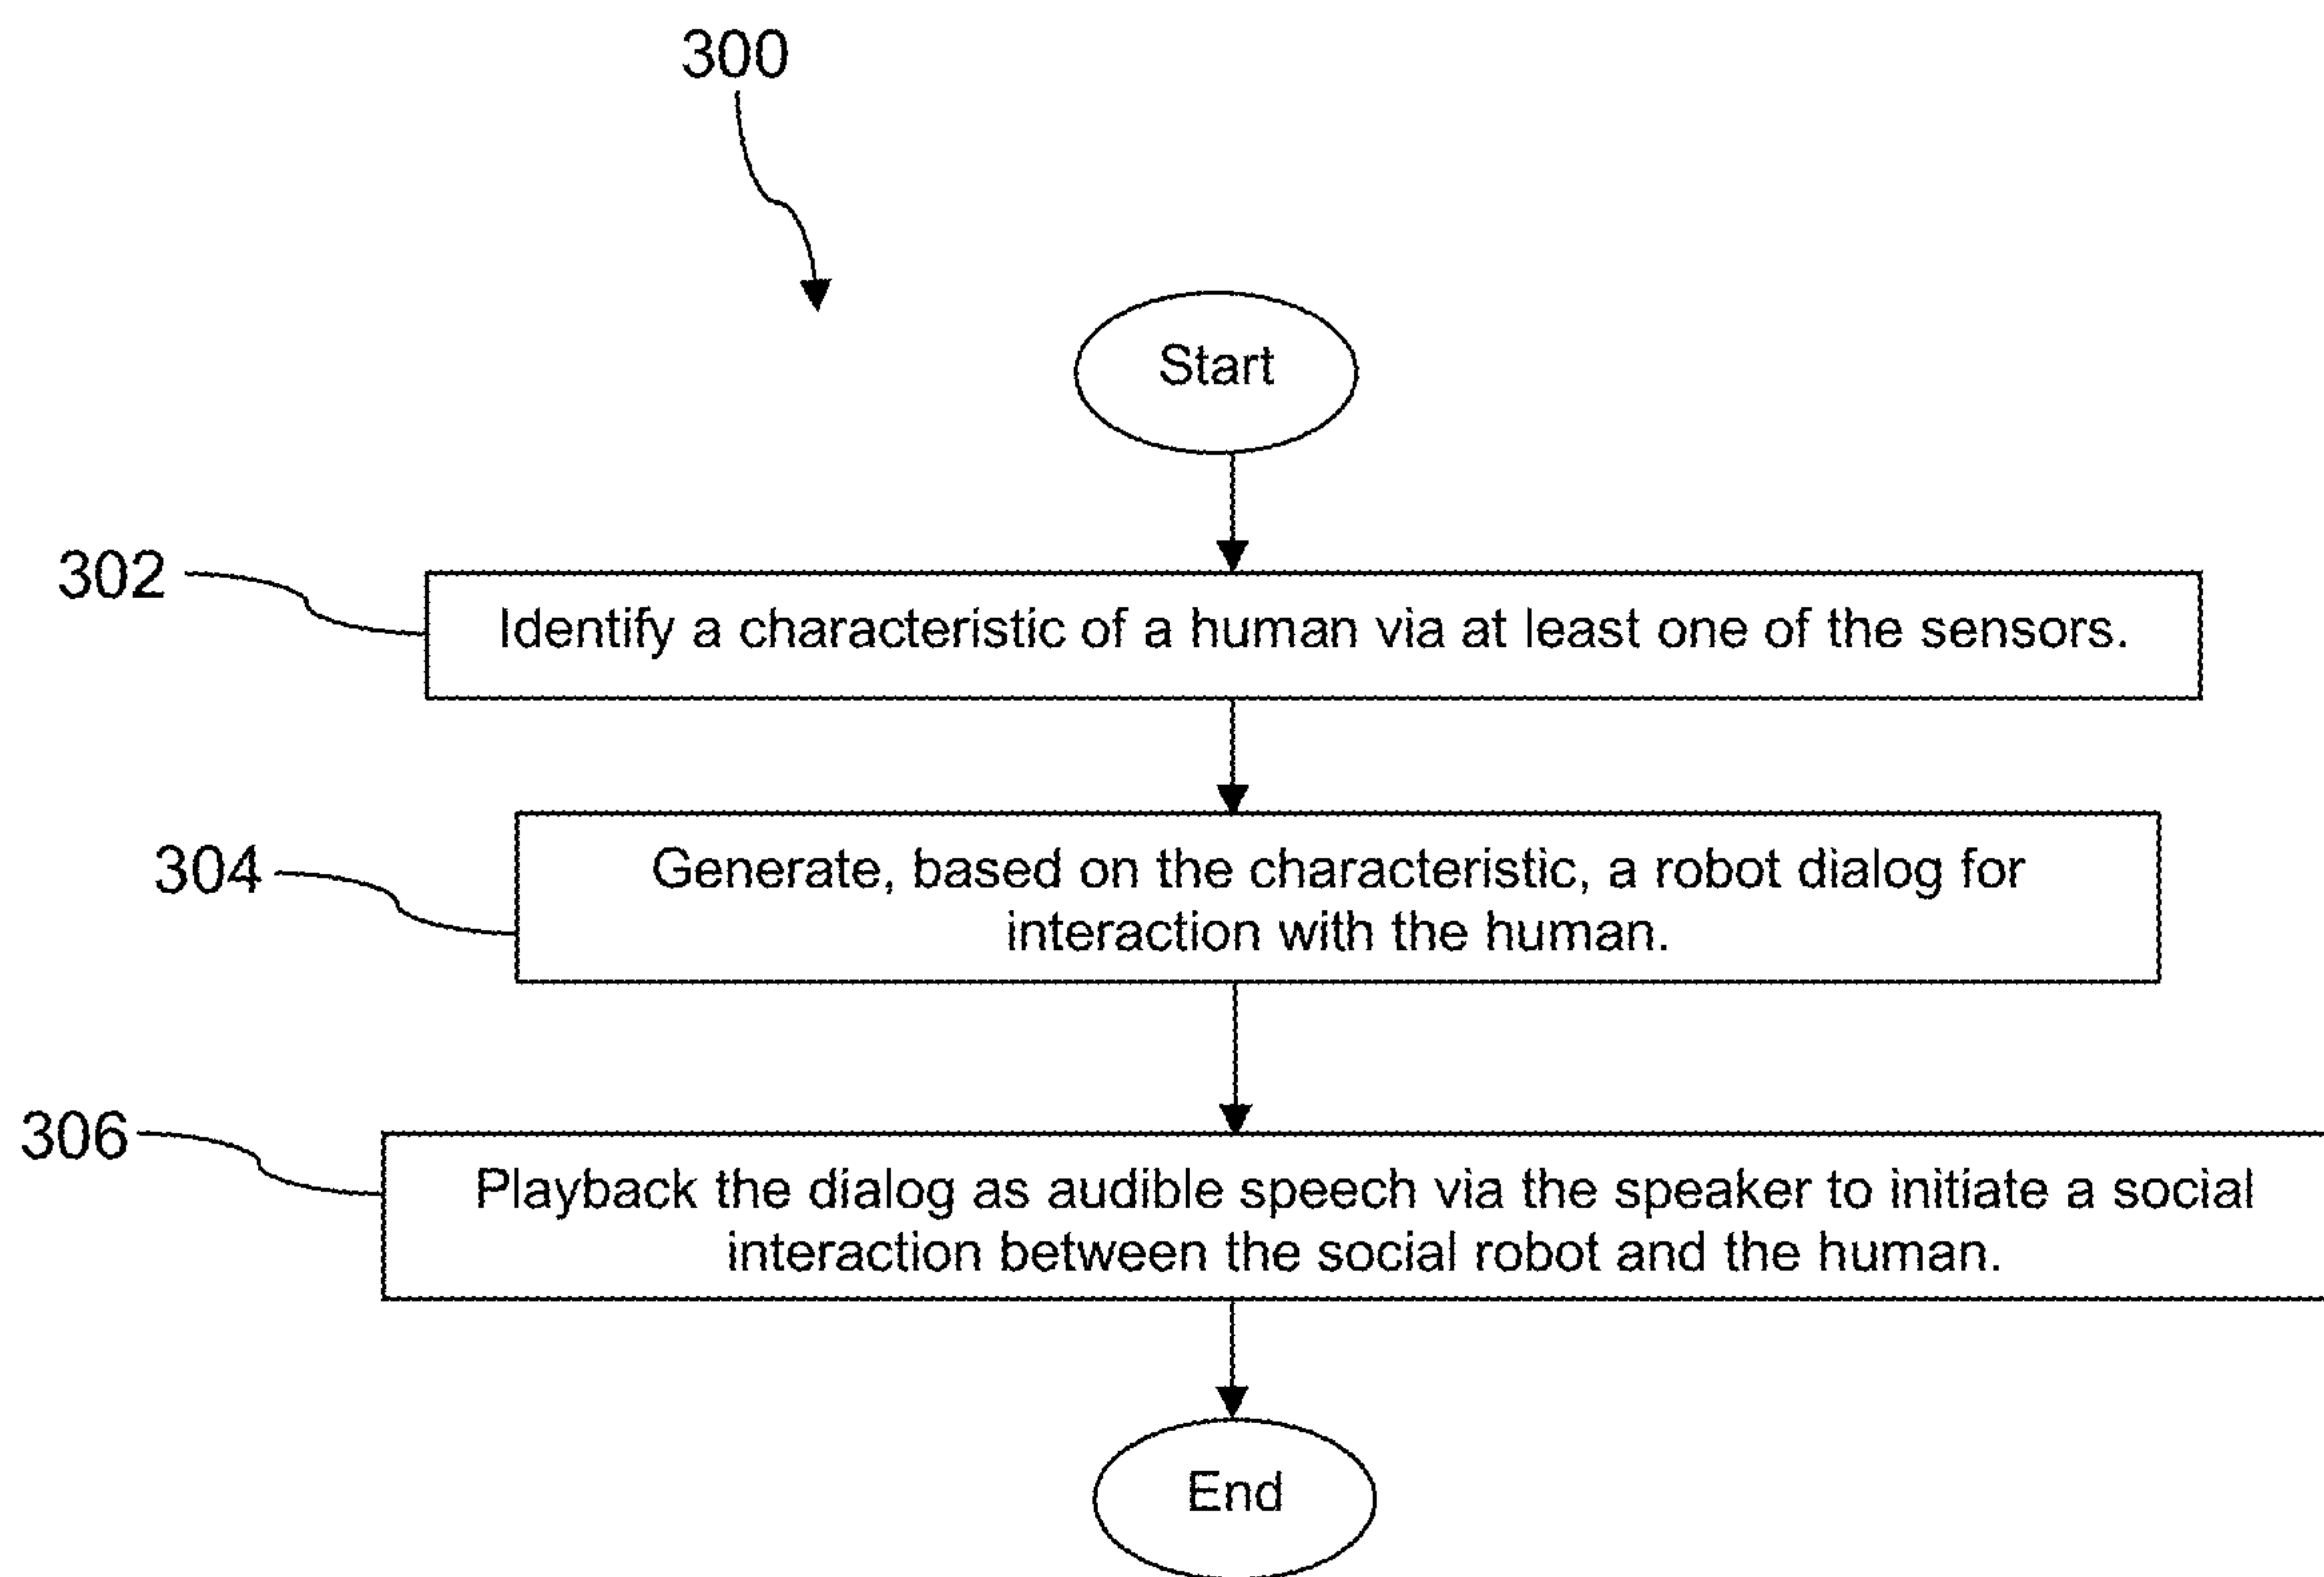 300
Start
302
Identify a characteristic of a human via at least one of the sensors.
304
Generate, based on the characteristic, a robot dialog for
interaction with the human.
306
Playback the dialog as audible speech via the speaker to initiate a social
interaction between the social robot and the human.
End